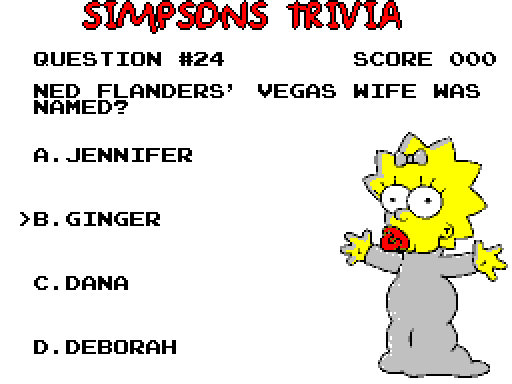 SIMPSONS TRIVIA
QUESTION #24 SCORE 000
NED FLANDERS' VEGAS WIFE WAS
NAMED?
A.JENNIFER
>B.GINGER
C.DANA
D.DEBORAH